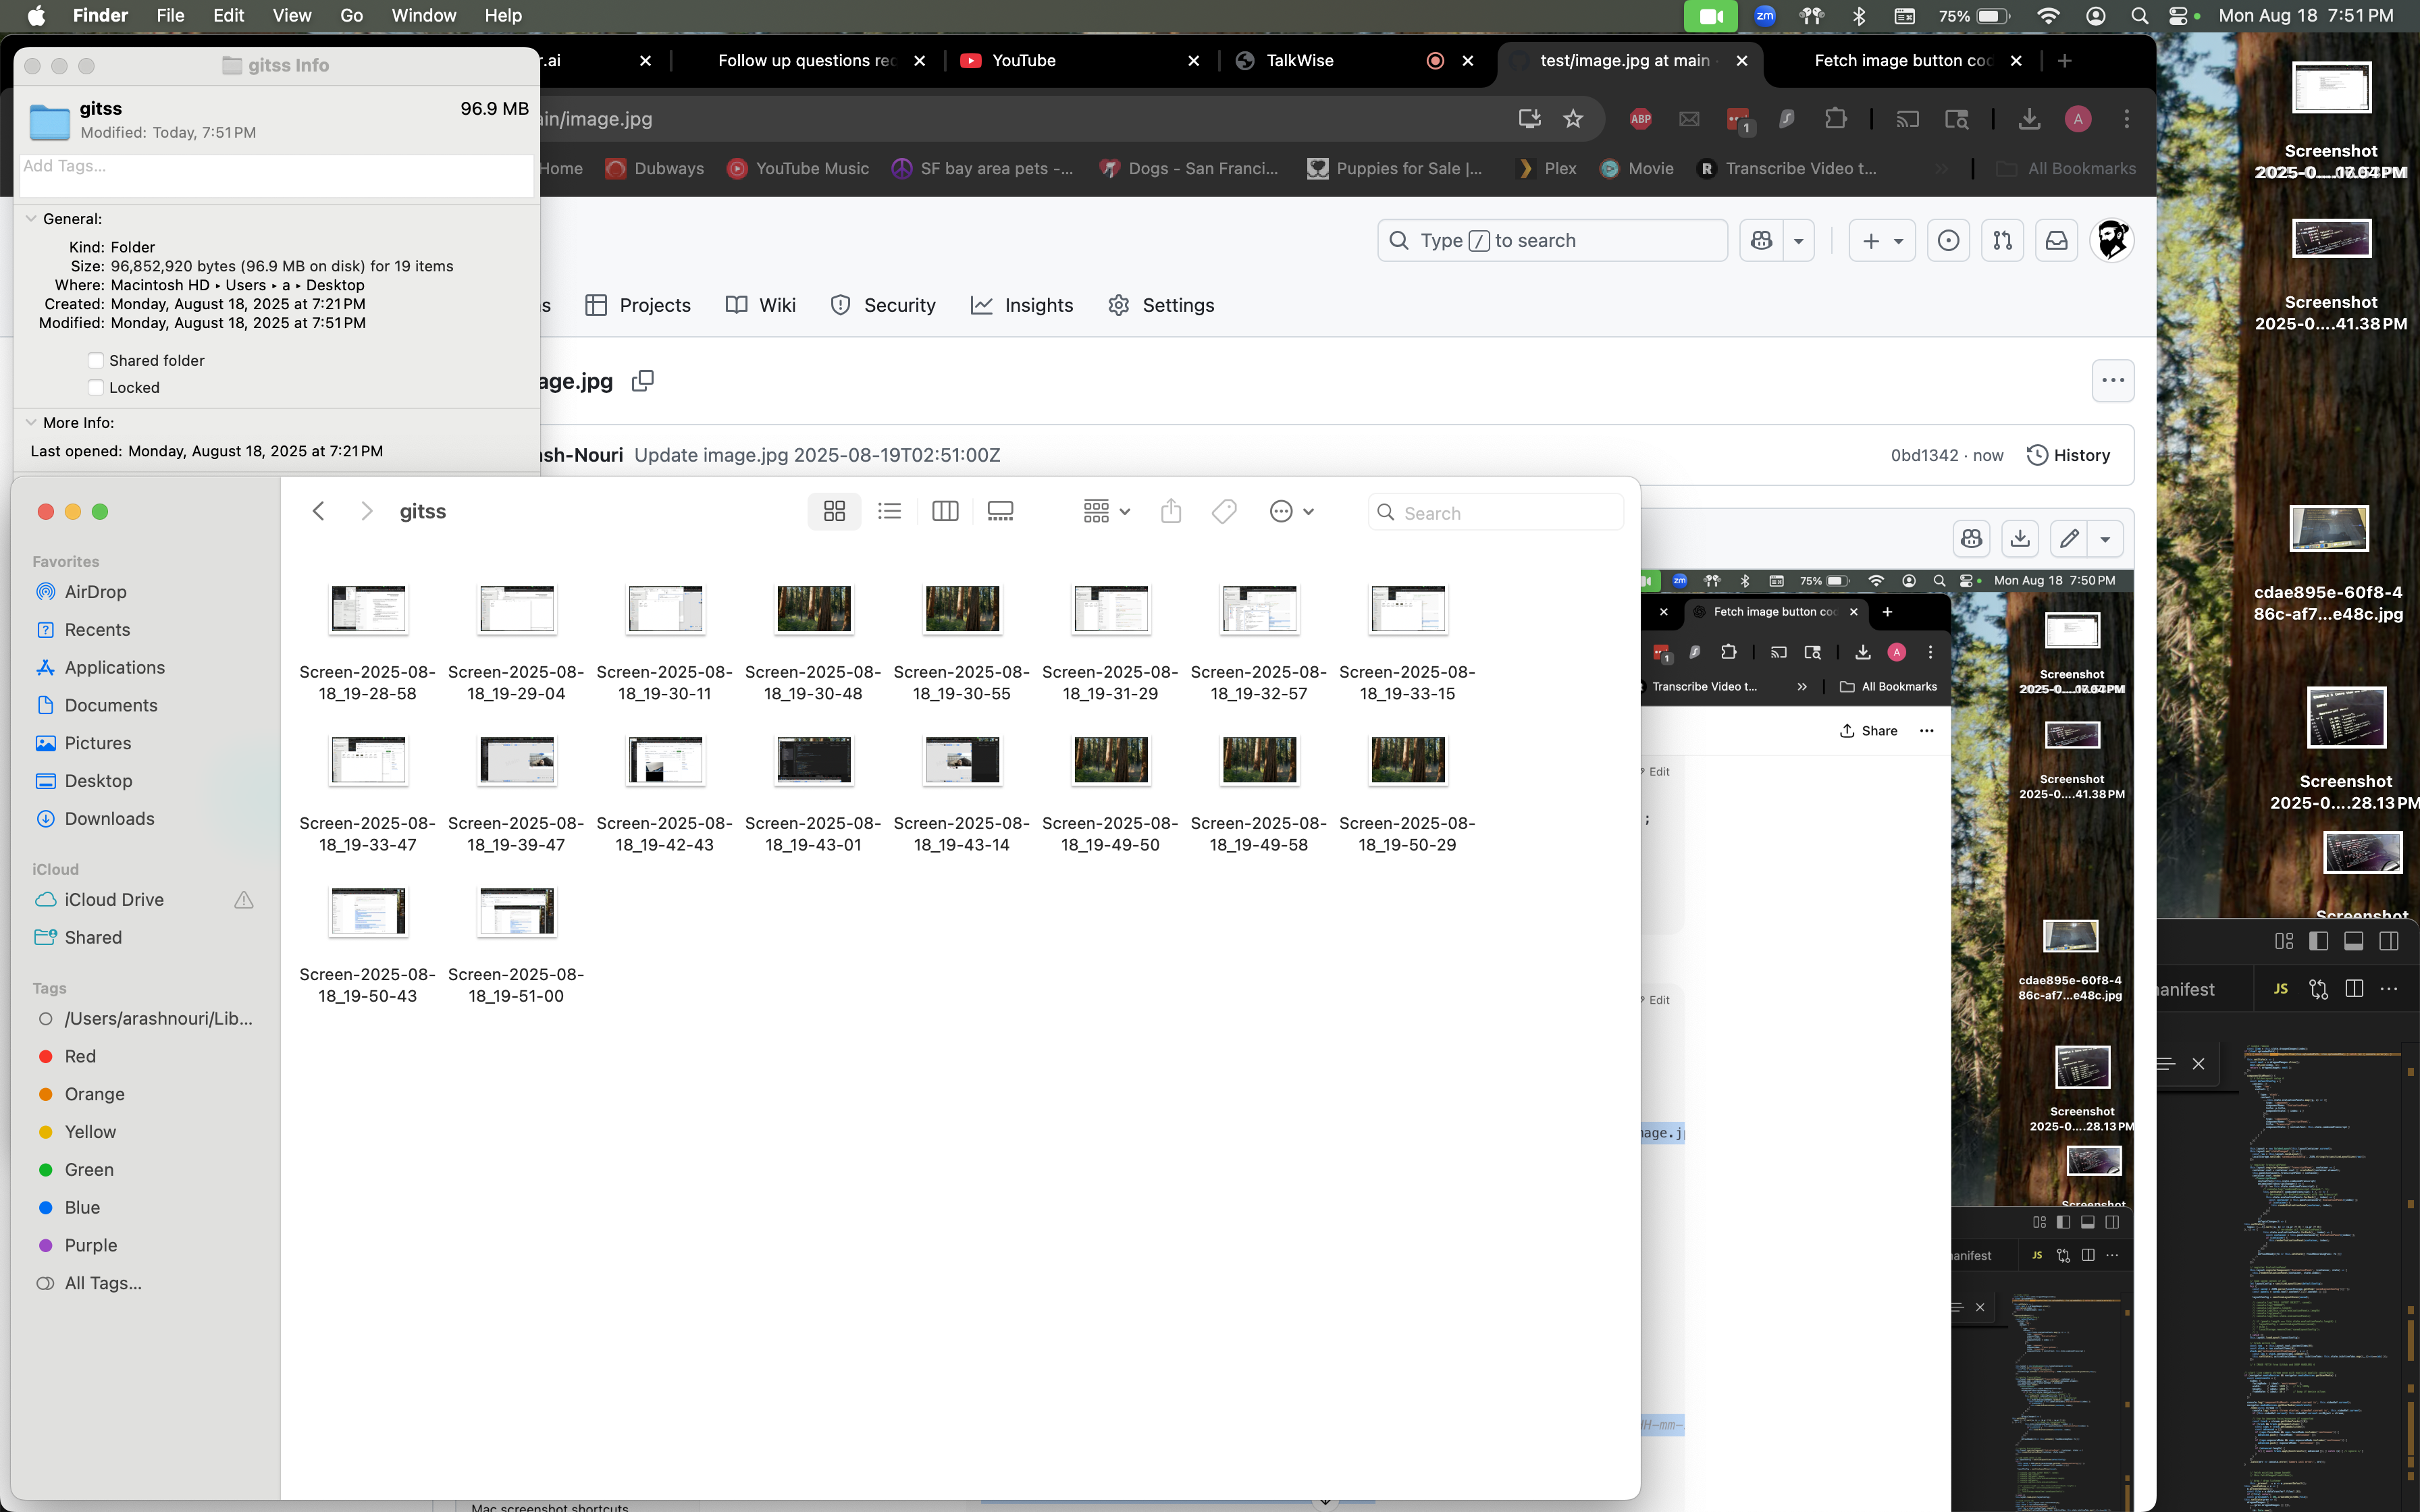 Finder File Edit View Go Window Help
zm 75% Mon Aug 18 7:51 PM
gitss Info
gitss 96.9 MB
Modified: Today, 7:51 PM
Add Tags...
General:
Kind: Folder
Size: 96,852,920 bytes (96.9 MB on disk) for 19 items
Where: Macintosh HD ▸ Users ▸ a ▸ Desktop
Created: Monday, August 18, 2025 at 7:21 PM
Modified: Monday, August 18, 2025 at 7:51 PM
Shared folder
Locked
More Info:
Last opened: Monday, August 18, 2025 at 7:21 PM
r.ai
Follow up questions rec
YouTube
TalkWise
test/image.jpg at main
Fetch image button co
ain/image.jpg
ABP 1 A
Home Dubways YouTube Music SF bay area pets -... Dogs - San Franci... Puppies for Sale |... Plex Movie R Transcribe Video t... » All Bookmarks
Type / to search
s Projects Wiki Security Insights Settings
age.jpg
ash-Nouri Update image.jpg 2025-08-19T02:51:00Z 0bd1342 · now History
gitss
Search
Favorites
AirDrop
Recents
Applications
Documents
Pictures
Desktop
Downloads
iCloud
iCloud Drive
Shared
Tags
/Users/arashnouri/Lib...
Red
Orange
Yellow
Green
Blue
Purple
All Tags...
Screen-2025-08-18_19-28-58
Screen-2025-08-18_19-29-04
Screen-2025-08-18_19-30-11
Screen-2025-08-18_19-30-48
Screen-2025-08-18_19-30-55
Screen-2025-08-18_19-31-29
Screen-2025-08-18_19-32-57
Screen-2025-08-18_19-33-15
Screen-2025-08-18_19-33-47
Screen-2025-08-18_19-39-47
Screen-2025-08-18_19-42-43
Screen-2025-08-18_19-43-01
Screen-2025-08-18_19-43-14
Screen-2025-08-18_19-49-50
Screen-2025-08-18_19-49-58
Screen-2025-08-18_19-50-29
Screen-2025-08-18_19-50-43
Screen-2025-08-18_19-51-00
zm 75% Mon Aug 18 7:50 PM
Fetch image button co
1 A
Transcribe Video t... » All Bookmarks
Share
Edit
;
Edit
mage.j
HH-mm-
Screenshot
Screenshot
2025-0....41.38 PM
cdae895e-60f8-4
86c-af7...e48c.jpg
Screenshot
2025-0....28.13 PM
Screenshot
anifest JS
Screenshot
Screenshot
2025-0....41.38 PM
cdae895e-60f8-4
86c-af7...e48c.jpg
Screenshot
2025-0....28.13 PM
Screenshot
anifest JS
Mac screenshot shortcuts